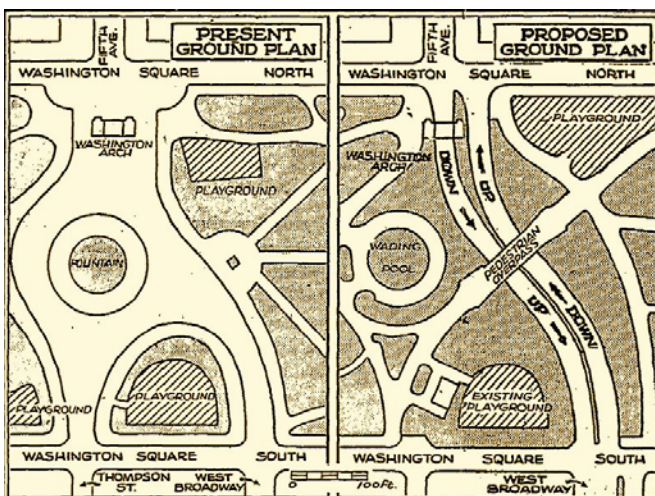 PRESENT
GROUND PLAN
FIFTH
AVE.
WASHINGTON SQUARE NORTH
WASHINGTON
ARCH
PLAYGROUND
FOUNTAIN
PLAYGROUND
PLAYGROUND
WASHINGTON SQUARE SOUTH
THOMPSON
ST.
WEST
BROADWAY
0 100 Ft.
PROPOSED
GROUND PLAN
FIFTH
AVE.
WASHINGTON SQUARE NORTH
PLAYGROUND
WASHINGTON
ARCH
DOWN
UP
WADING
POOL
PEDESTRIAN
OVERPASS
UP
DOWN
EXISTING
PLAYGROUND
WASHINGTON SQUARE SOUTH
WEST
BROADWAY